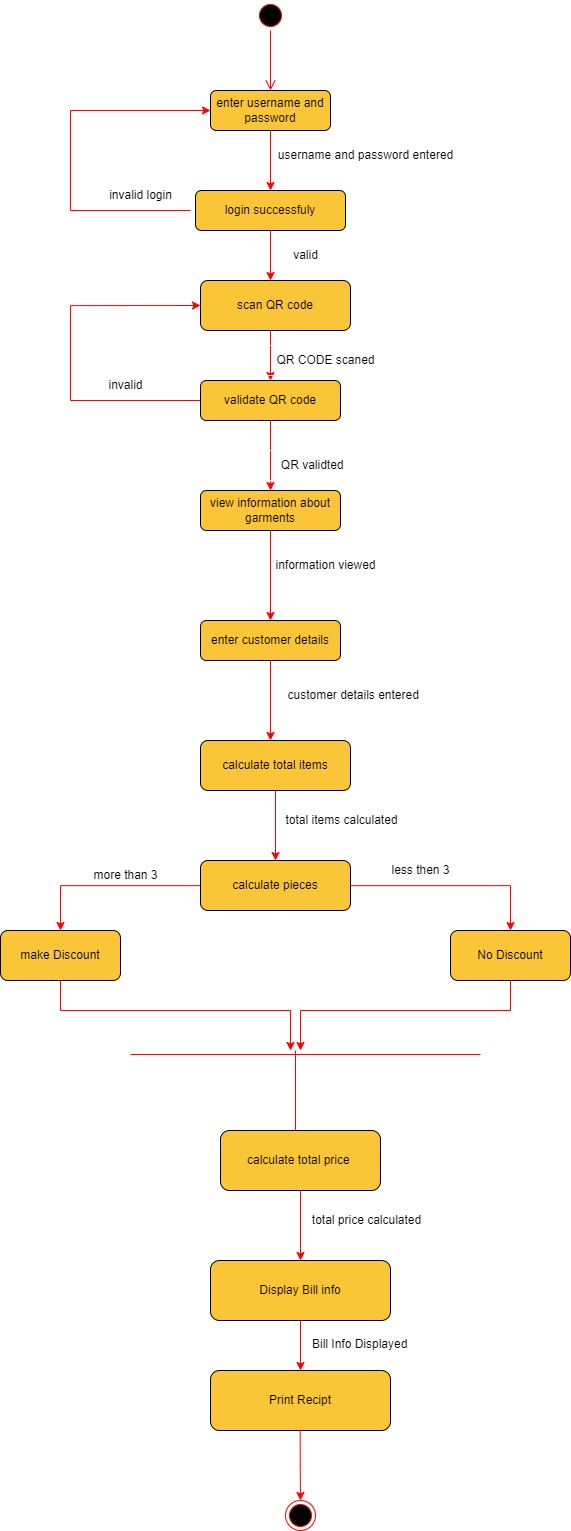 enter username and
password
username and password entered
invalid login
login successfuly
valid
scan QR code
QR CODE scaned
invalid
validate QR code
QR validted
view information about
garments
information viewed
enter customer details
customer details entered
calculate total items
total items calculated
more than 3
less then 3
calculate pieces
make Discount
No Discount
calculate total price
total price calculated
Display Bill info
Bill Info Displayed
Print Recipt